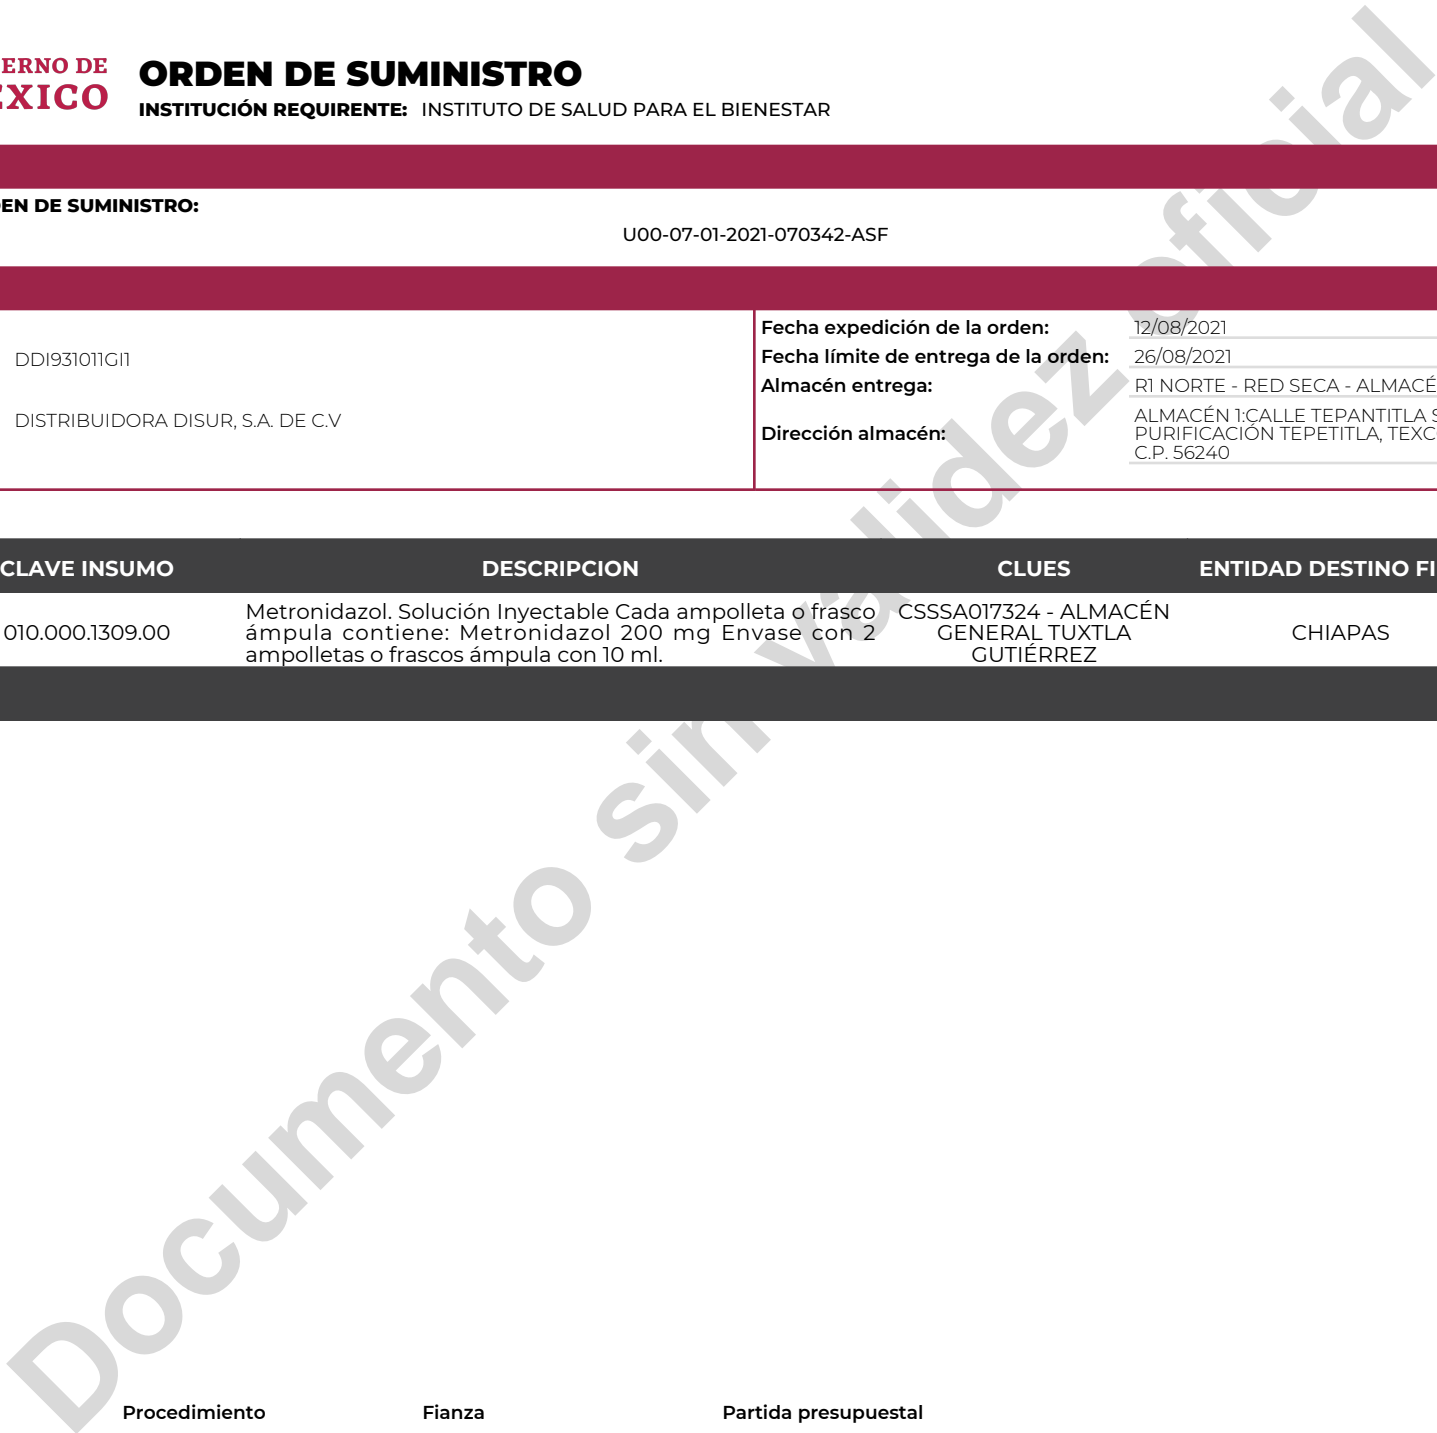 ERNO DE
ORDEN DE SUMINISTRO
EXICO
INSTITUCIÓN REQUIRENTE: INSTITUTO DE SALUD PARA EL BIENESTAR
EN DE SUMINISTRO:
U00-07-01-2021-070342-ASF
DDI931011GI1
DISTRIBUIDORA DISUR, S.A. DE C.V
Fecha expedición de la orden: 12/08/2021
Fecha límite de entrega de la orden: 26/08/2021
Almacén entrega: R1 NORTE - RED SECA - ALMACÉ
Dirección almacén: ALMACÉN 1:CALLE TEPANTITLA S
PURIFICACIÓN TEPETITLA, TEXC
C.P. 56240
CLAVE INSUMO DESCRIPCION CLUES ENTIDAD DESTINO FI
010.000.1309.00
Metronidazol. Solución Inyectable Cada ampolleta o frasco
ámpula contiene: Metronidazol 200 mg Envase con 2
ampolletas o frascos ámpula con 10 ml.
CSSSA017324 - ALMACÉN
GENERAL TUXTLA
GUTIÉRREZ
CHIAPAS
Documento sin validez oficial
Procedimiento Fianza Partida presupuestal